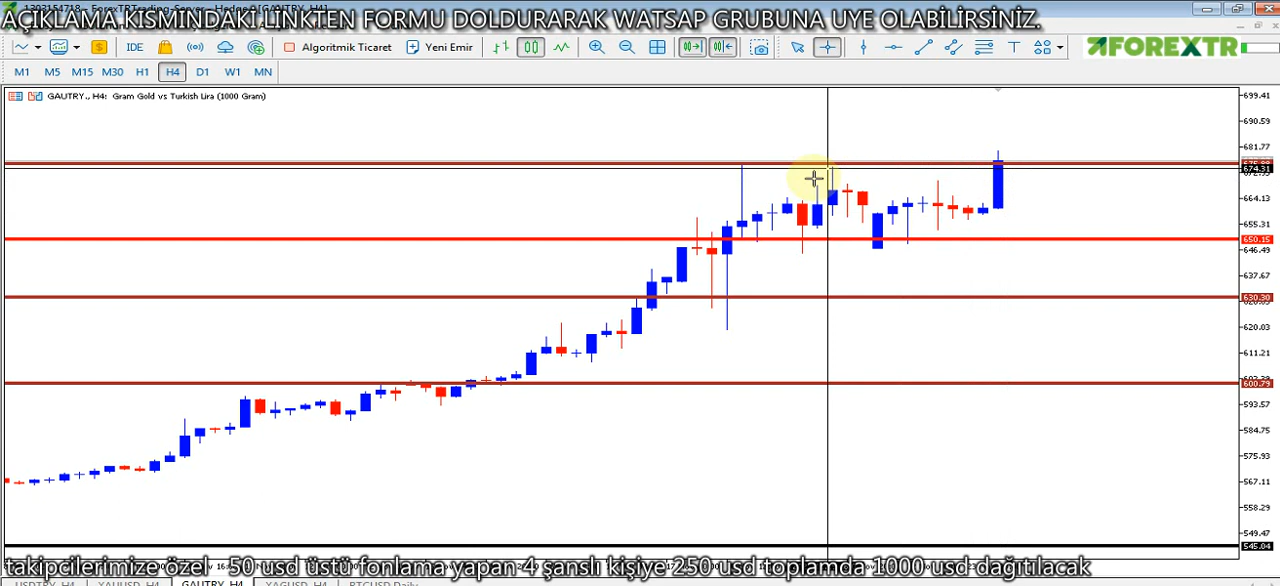 AÇIKLAMA KISMINDAKİ LİNKTEN FORMU DOLDURARAK WATSAP GRUBUNA UYE OLABİLİRSİNİZ.
IDE
Algoritmik Ticaret
Yeni Emir
FOREXTR
M1 M5 M15 M30 H1 H4 D1 W1 MN
GAUTRY., H4: Gram Gold vs Turkish Lira (1000 Gram)
699.41
690.59
681.77
674.31
664.13
655.31
650.15
646.49
637.67
630.30
620.03
611.21
600.79
593.57
584.75
575.93
567.11
558.29
549.47
545.04
takipcilerimize özel 50 usd üstü fonlama yapan 4 şanslı kişiye 250 usd toplamda 1000 usd dağıtılacak